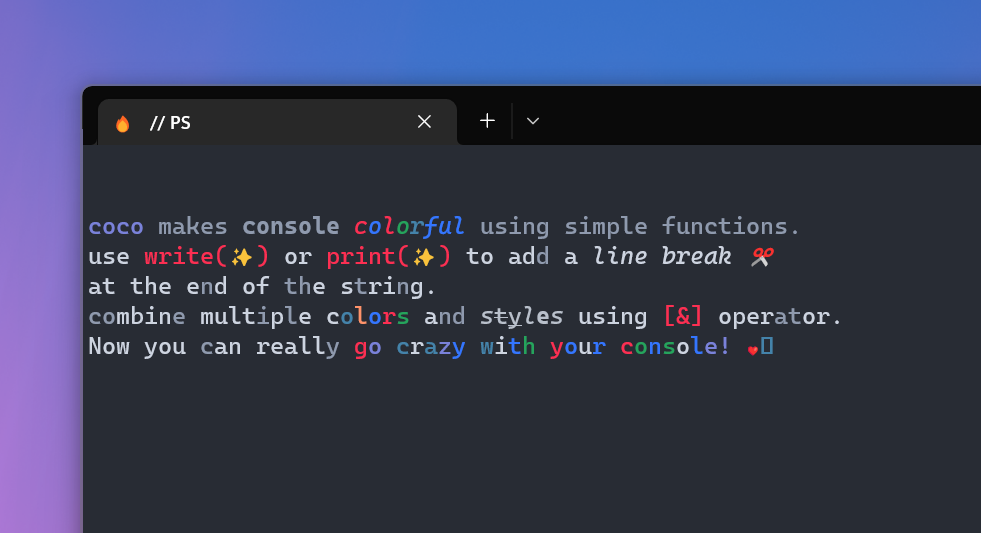 // PS
coco makes console colorful using simple functions.
use write(✨) or print(✨) to add a line break ✂️
at the end of the string.
combine multiple colors and styles using [&] operator.
Now you can really go crazy with your console! ❤️